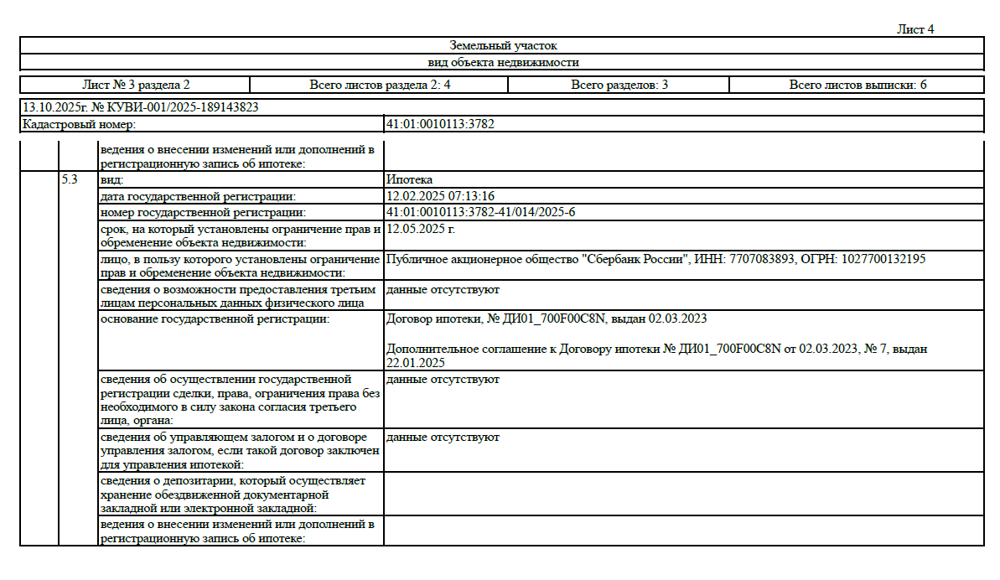 Лист 4
Земельный участок
вид объекта недвижимости
Лист № 3 раздела 2
Всего листов раздела 2: 4
Всего разделов: 3
Всего листов выписки: 6
13.10.2025г. № КУВИ-001/2025-189143823
Кадастровый номер:
41:01:0010113:3782
ведения о внесении изменений или дополнений в
регистрационную запись об ипотеке:
5.3
вид:
Ипотека
дата государственной регистрации:
12.02.2025 07:13:16
номер государственной регистрации:
41:01:0010113:3782-41/014/2025-6
срок, на который установлены ограничение прав и
обременение объекта недвижимости:
12.05.2025 г.
лицо, в пользу которого установлены ограничение
прав и обременение объекта недвижимости:
Публичное акционерное общество "Сбербанк России", ИНН: 7707083893, ОГРН: 1027700132195
сведения о возможности предоставления третьим
лицам персональных данных физического лица
данные отсутствуют
основание государственной регистрации:
Договор ипотеки, № ДИ01_700F00C8N, выдан 02.03.2023
Дополнительное соглашение к Договору ипотеки № ДИ01_700F00C8N от 02.03.2023, № 7, выдан
22.01.2025
сведения об осуществлении государственной
регистрации сделки, права, ограничения права без
необходимого в силу закона согласия третьего
лица, органа:
данные отсутствуют
сведения об управляющем залогом и о договоре
управления залогом, если такой договор заключен
для управления ипотекой:
данные отсутствуют
сведения о депозитарии, который осуществляет
хранение обездвиженной документарной
закладной или электронной закладной:
ведения о внесении изменений или дополнений в
регистрационную запись об ипотеке: